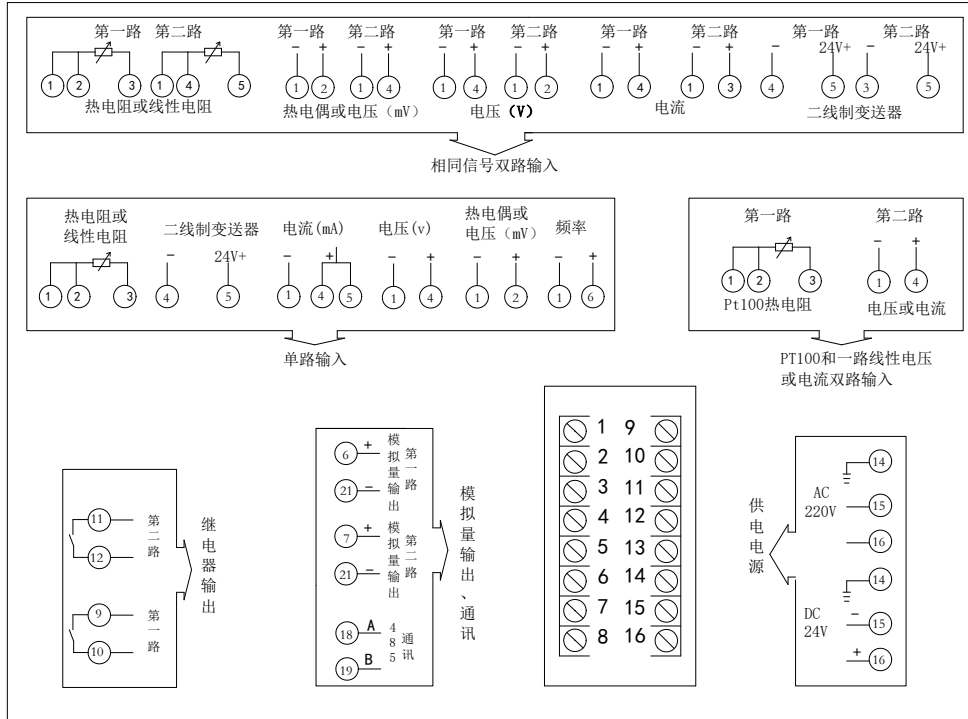 第一路 第二路 第一路 第二路 第一路 第二路 第一路 第二路 第一路 第二路
− + − + − + − + − + − + − 24V+ − 24V+
1 2 3 1 4 5 1 2 1 4 1 4 1 2 1 4 1 3 4 5 3 5
热电阻或线性电阻 热电偶或电压（mV） 电压(V) 电流 二线制变送器
相同信号双路输入
热电阻或
线性电阻
二线制变送器 电流(mA) 电压(v)
热电偶或
电压（mV）
频率
− 24V+ − + − + − + − +
1 2 3 4 5 1 4 5 1 4 1 2 1 6
单路输入
第一路 第二路
− +
1 2 3 1 4
Pt100热电阻 电压或电流
PT100和一路线性电压
或电流双路输入
11
12
第二路
9
10
第一路
继电器输出
6 +
21 −
第一路
模拟量输出
7 +
21 −
第二路
模拟量输出
18 A
19 B
485
通讯
模拟量输出、通讯
1 9
2 10
3 11
4 12
5 13
6 14
7 15
8 16
供电电源
14
AC
220V
15
16
14
DC
24V
− 15
+ 16